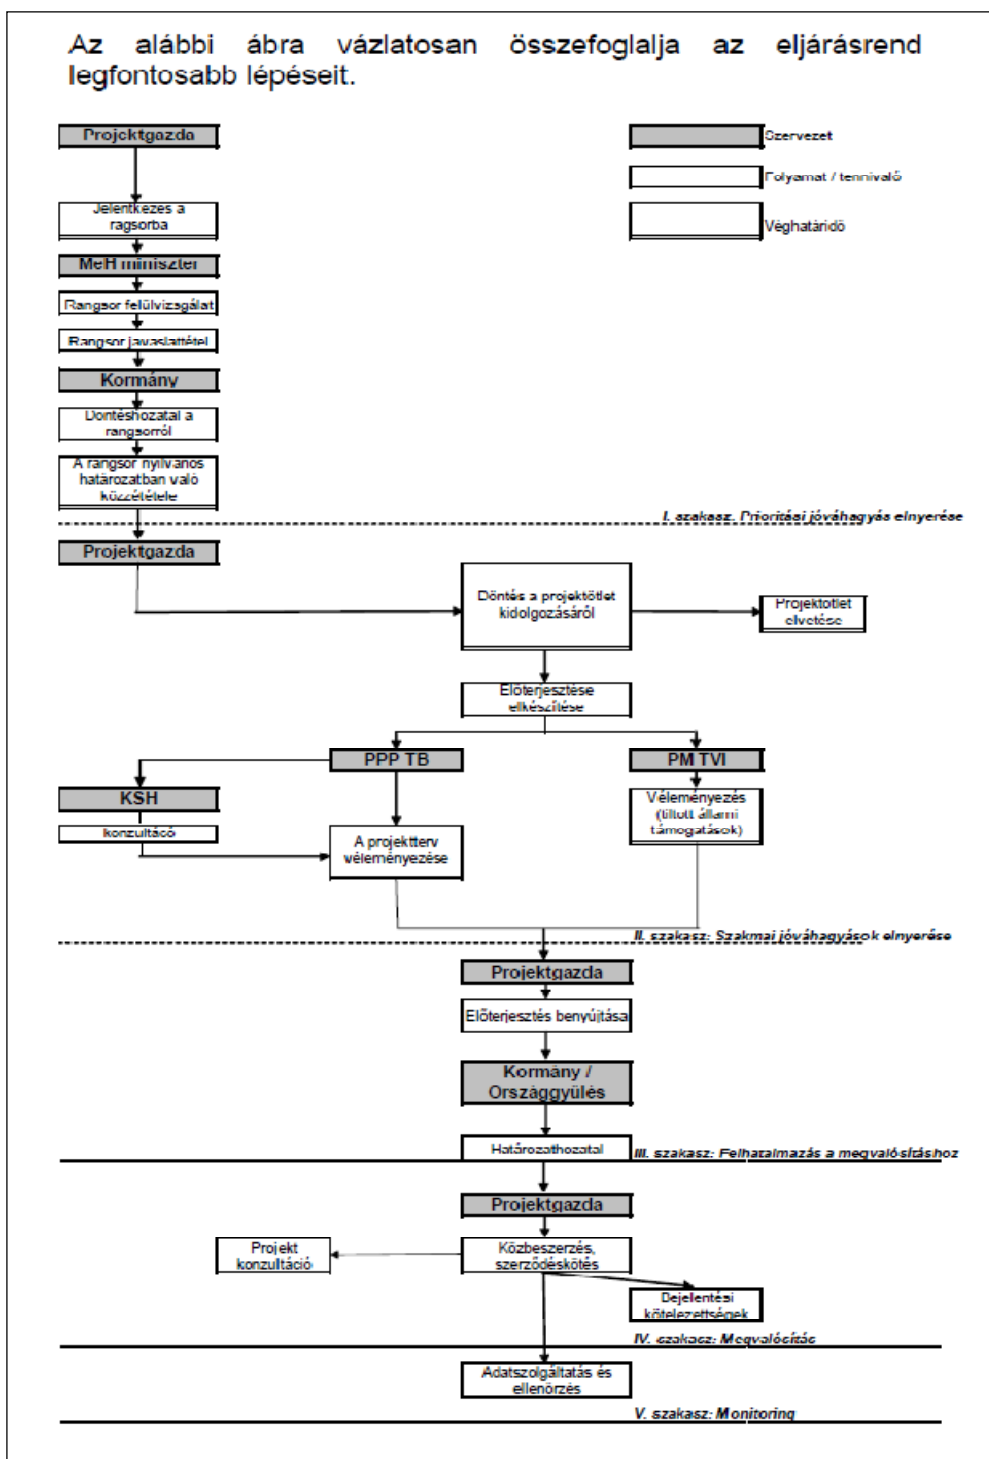 Az alábbi ábra vázlatosan összefoglalja az eljárásrend
legfontosabb lépéseit.
Projektgazda
Szervezet
Folyamat / tennivaló
Véghatáridő
Jelentkezés a
ragsorba
MeH miniszter
Rangsor felülvizsgálat
Rangsor javaslattétel
Kormány
Döntéshozatal a
rangsorról
A rangsor nyilvános
határozatban való
közzététele
I. szakasz. Prioritási jóváhagyás elnyerése
Projektgazda
Döntés a projektötlet
kidolgozásáról
Projektötlet
elvetése
Előterjesztése
elkészítése
PPP TB
PM TVI
KSH
konzultáció
A projektterv
véleményezése
Véleményezés
(tiltott állami
támogatások)
II. szakasz: Szakmai jóváhagyások elnyerése
Projektgazda
Előterjesztés benyújtása
Kormány /
Országgyűlés
Határozathozatal
III. szakasz: Felhatalmazás a megvalósításhoz
Projektgazda
Projekt
konzultáció
Közbeszerzés,
szerződéskötés
Bejelentési
kötelezettségek
IV. szakasz: Megvalósítás
Adatszolgáltatás és
ellenőrzés
V. szakasz: Monitoring